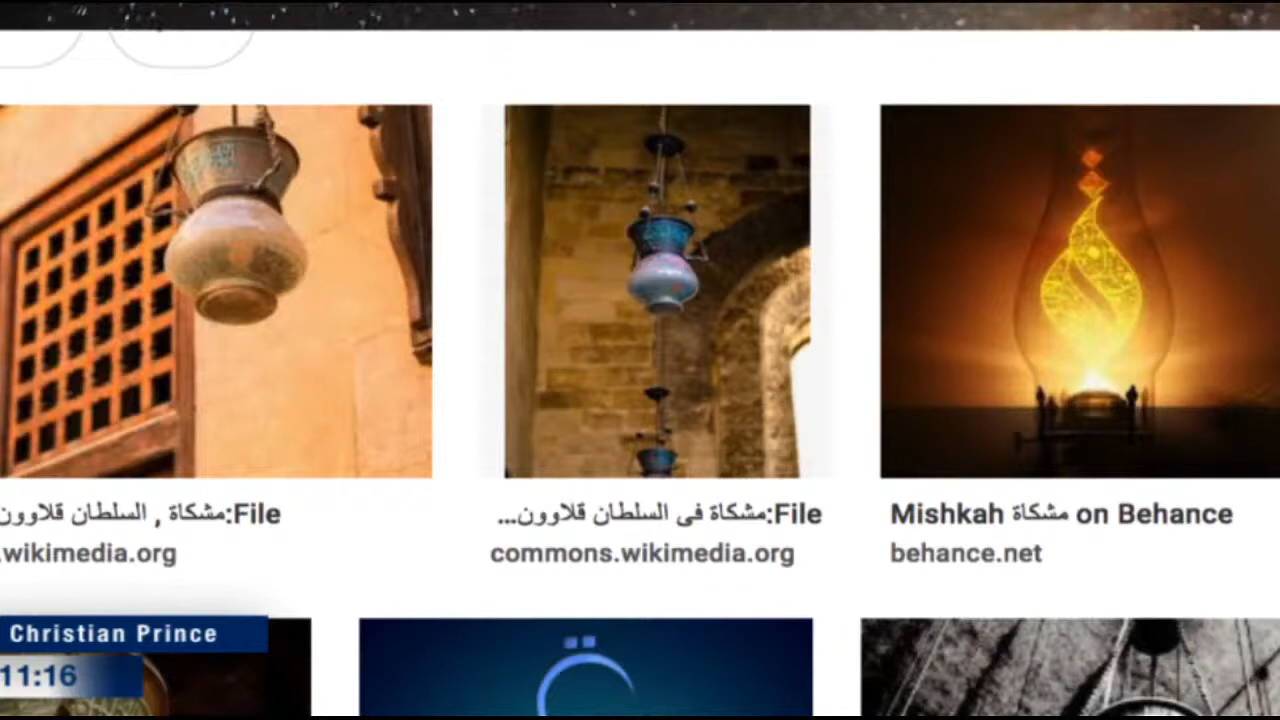 File:مشكاة , السلطان قلاوون
.wikimedia.org
File:مشكاة فى السلطان قلاوون...
commons.wikimedia.org
Mishkah مشكاة on Behance
behance.net
Christian Prince
11:16